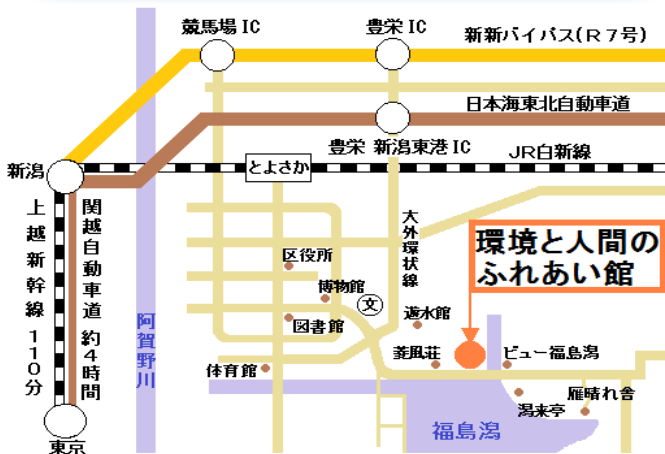 競馬場IC
豊栄IC
新新バイパス(R7号)
日本海東北自動車道
豊栄 新潟東港IC
JR白新線
新潟
とよさか
上越新幹線 110分
関越自動車道 約4時間
大外環状線
環境と人間の
ふれあい館
区役所
博物館
文
図書館
遊水館
阿賀野川
体育館
菱風荘
ビュー福島潟
潟来亭
雁晴れ舎
福島潟
東京